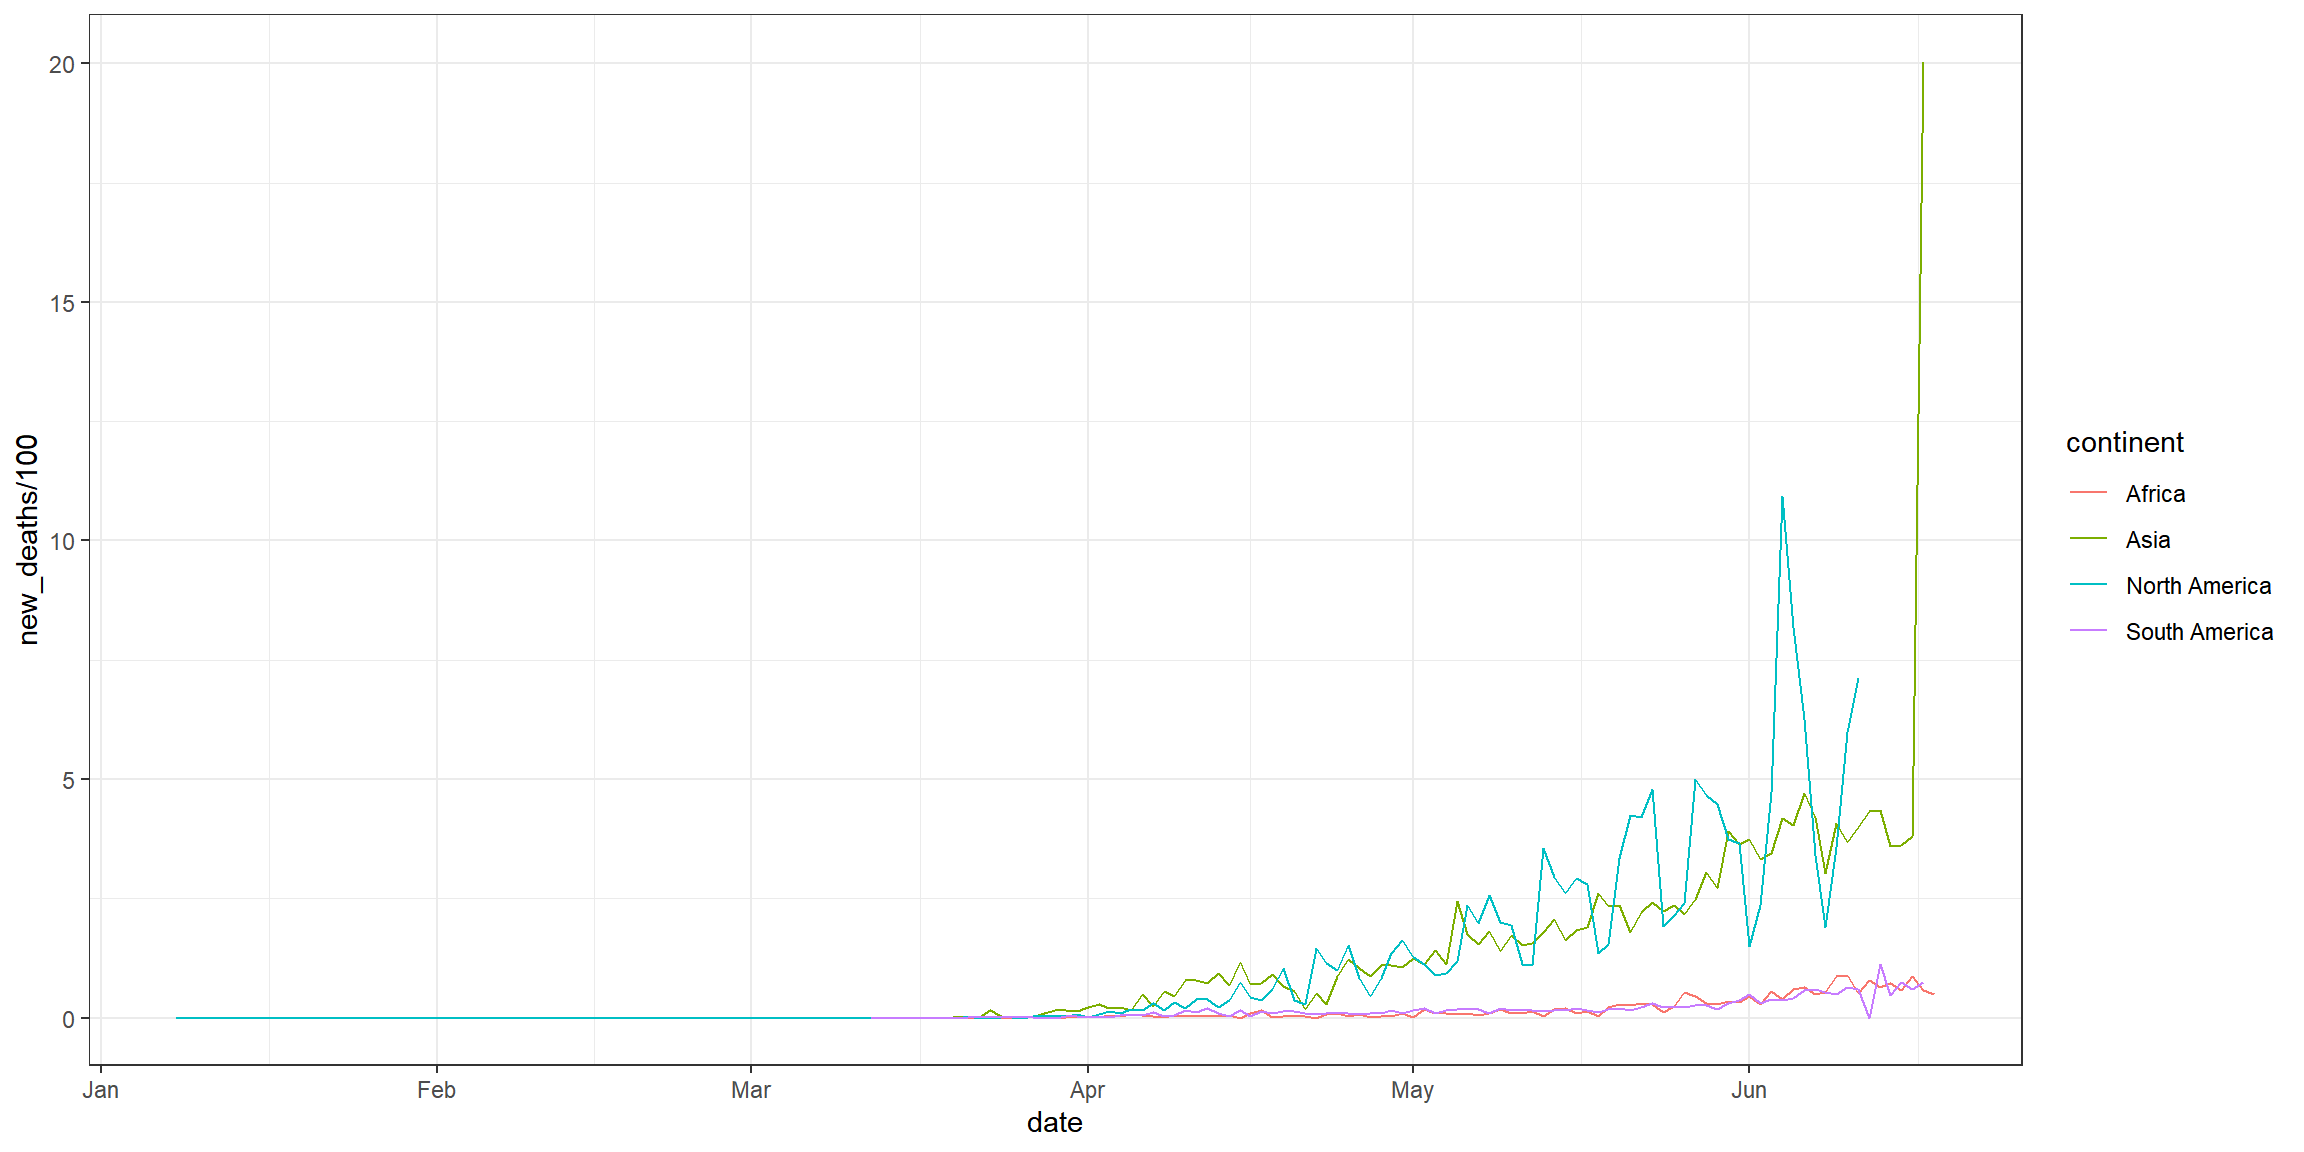 20
15
10
5
0
new_deaths/100
Jan Feb Mar Apr May Jun
date
continent
Africa
Asia
North America
South America